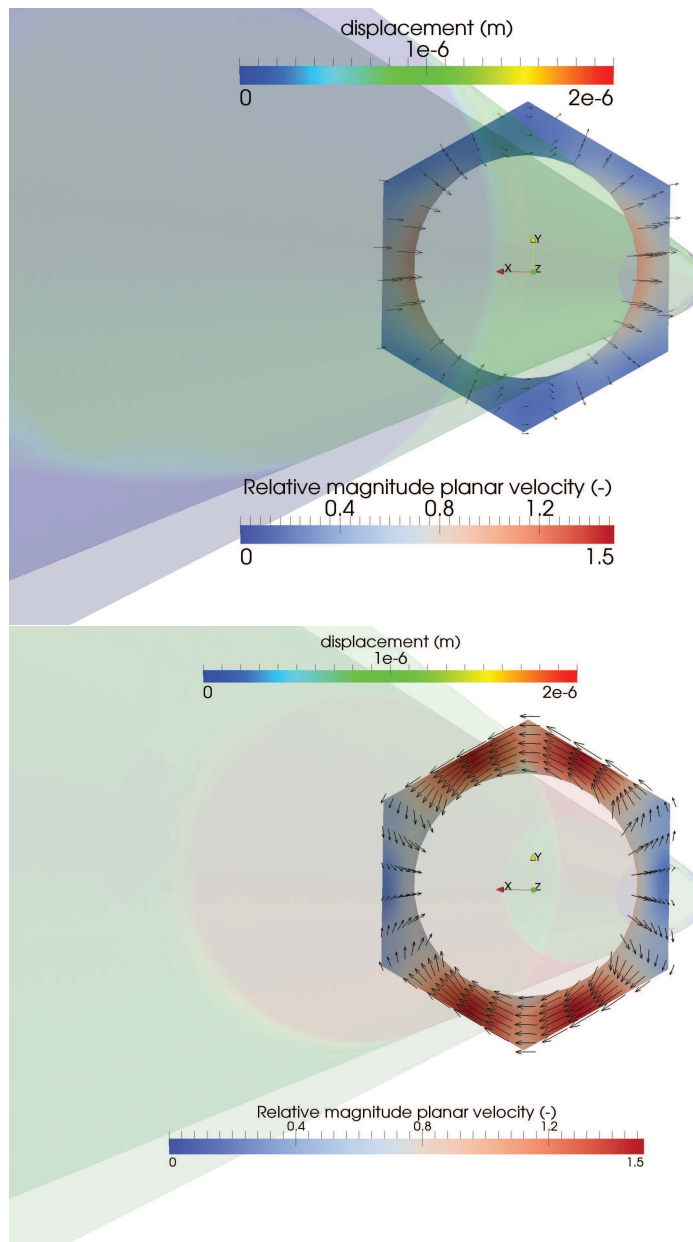 displacement (m)
1e-6
0 2e-6
Y
X Z
Relative magnitude planar velocity (-)
0.4 0.8 1.2
0 1.5
displacement (m)
1e-6
0 2e-6
Y
X Z
Relative magnitude planar velocity (-)
0.4 0.8 1.2
0 1.5